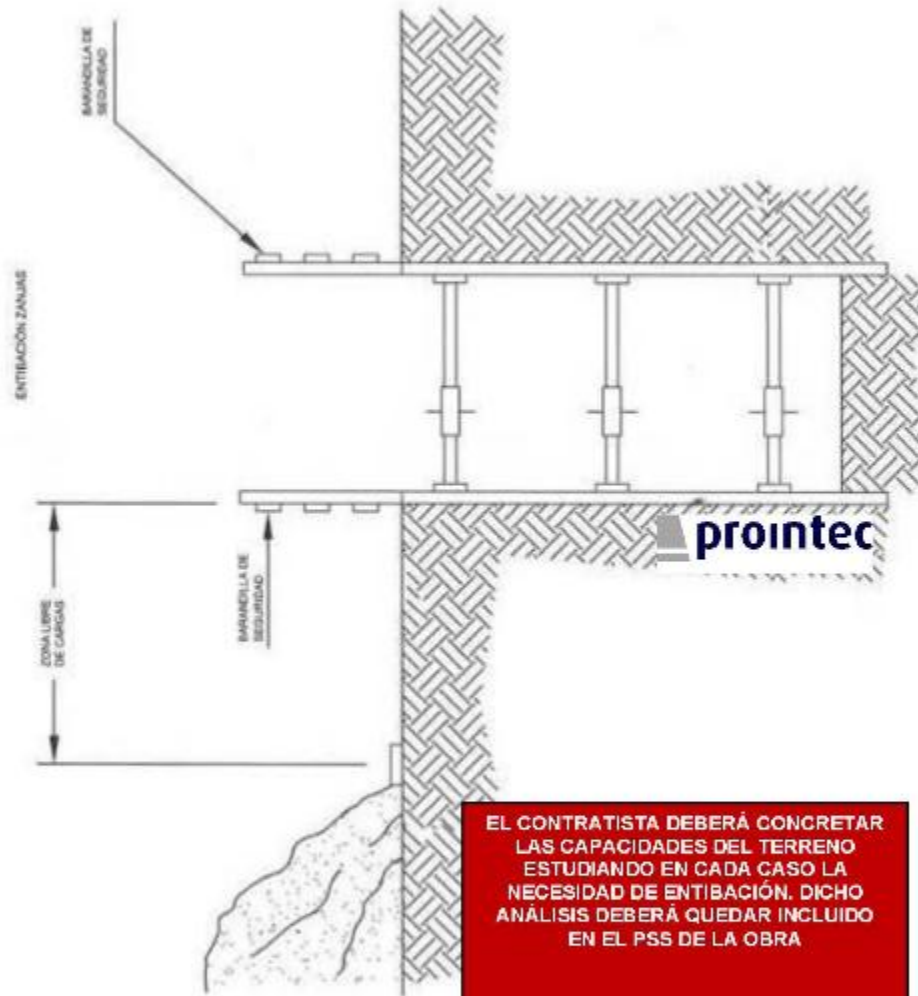 ENTIBACIÓN ZANJAS
BARANDILLA DE
SEGURIDAD
ZONA LIBRE
DE CARGAS
BARANDILLA DE
SEGURIDAD
prointec
EL CONTRATISTA DEBERÁ CONCRETAR
LAS CAPACIDADES DEL TERRENO
ESTUDIANDO EN CADA CASO LA
NECESIDAD DE ENTIBACIÓN. DICHO
ANÁLISIS DEBERÁ QUEDAR INCLUIDO
EN EL PSS DE LA OBRA